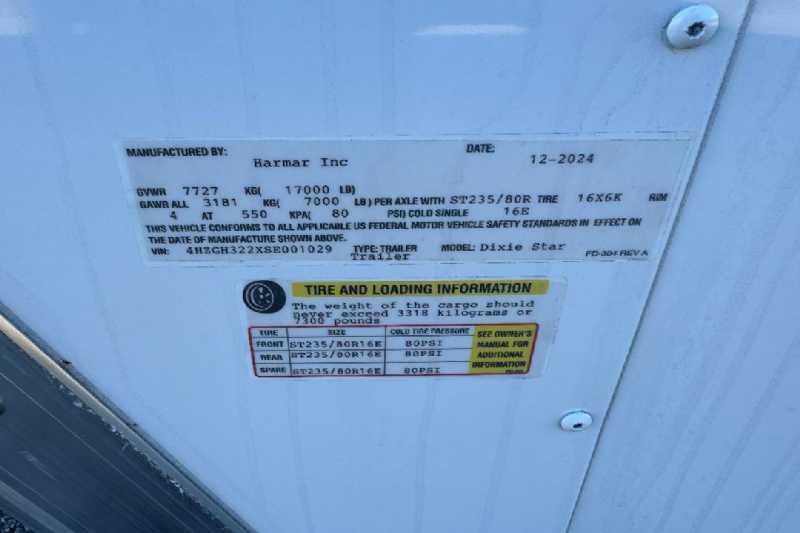 MANUFACTURED BY: Harmar Inc DATE: 12-2024
GVWR 7727 KG( 17000 LB)
GAWR ALL 3181 KG( 7000 LB) PER AXLE WITH ST235/80R TIRE 16X6K RIM
4 AT 550 KPA( 80 PSI) COLD SINGLE 16E
THIS VEHICLE CONFORMS TO ALL APPLICABLE US FEDERAL MOTOR VEHICLE SAFETY STANDARDS IN EFFECT ON
THE DATE OF MANUFACTURE SHOWN ABOVE.
VIN: 4HZGH322XSE001029 TYPE: TRAILER MODEL: Dixie Star
Trailer PD-304 REV A
TIRE AND LOADING INFORMATION
The weight of the cargo should
never exceed 3318 kilograms or
7300 pounds
TIRE SIZE COLD TIRE PRESSURE SEE OWNER'S
FRONT ST235/80R16E 80PSI MANUAL FOR
REAR ST235/80R16E 80PSI ADDITIONAL
SPARE ST235/80R16E 80PSI INFORMATION